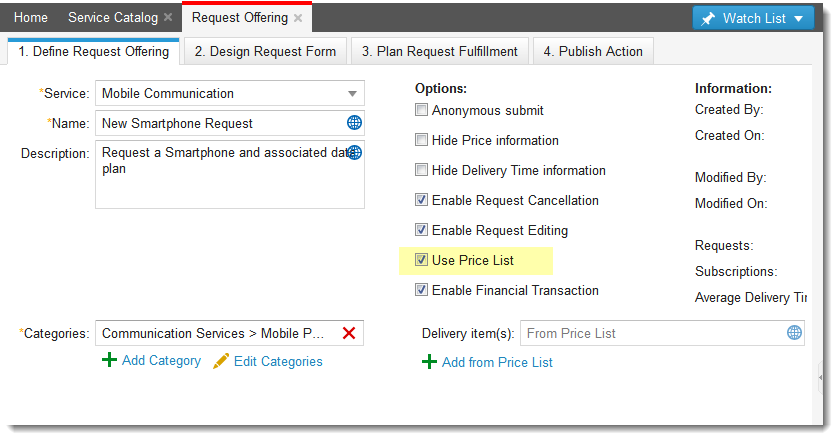 Home Service Catalog Request Offering Watch List
1. Define Request Offering 2. Design Request Form 3. Plan Request Fulfillment 4. Publish Action
*Service: Mobile Communication
*Name: New Smartphone Request
Description: Request a Smartphone and associated data
plan
Options:
Anonymous submit
Hide Price information
Hide Delivery Time information
Enable Request Cancellation
Enable Request Editing
Use Price List
Enable Financial Transaction
Information:
Created By:
Created On:
Modified By:
Modified On:
Requests:
Subscriptions:
Average Delivery Tir
*Categories: Communication Services > Mobile P...
Add Category Edit Categories
Delivery item(s): From Price List
Add from Price List